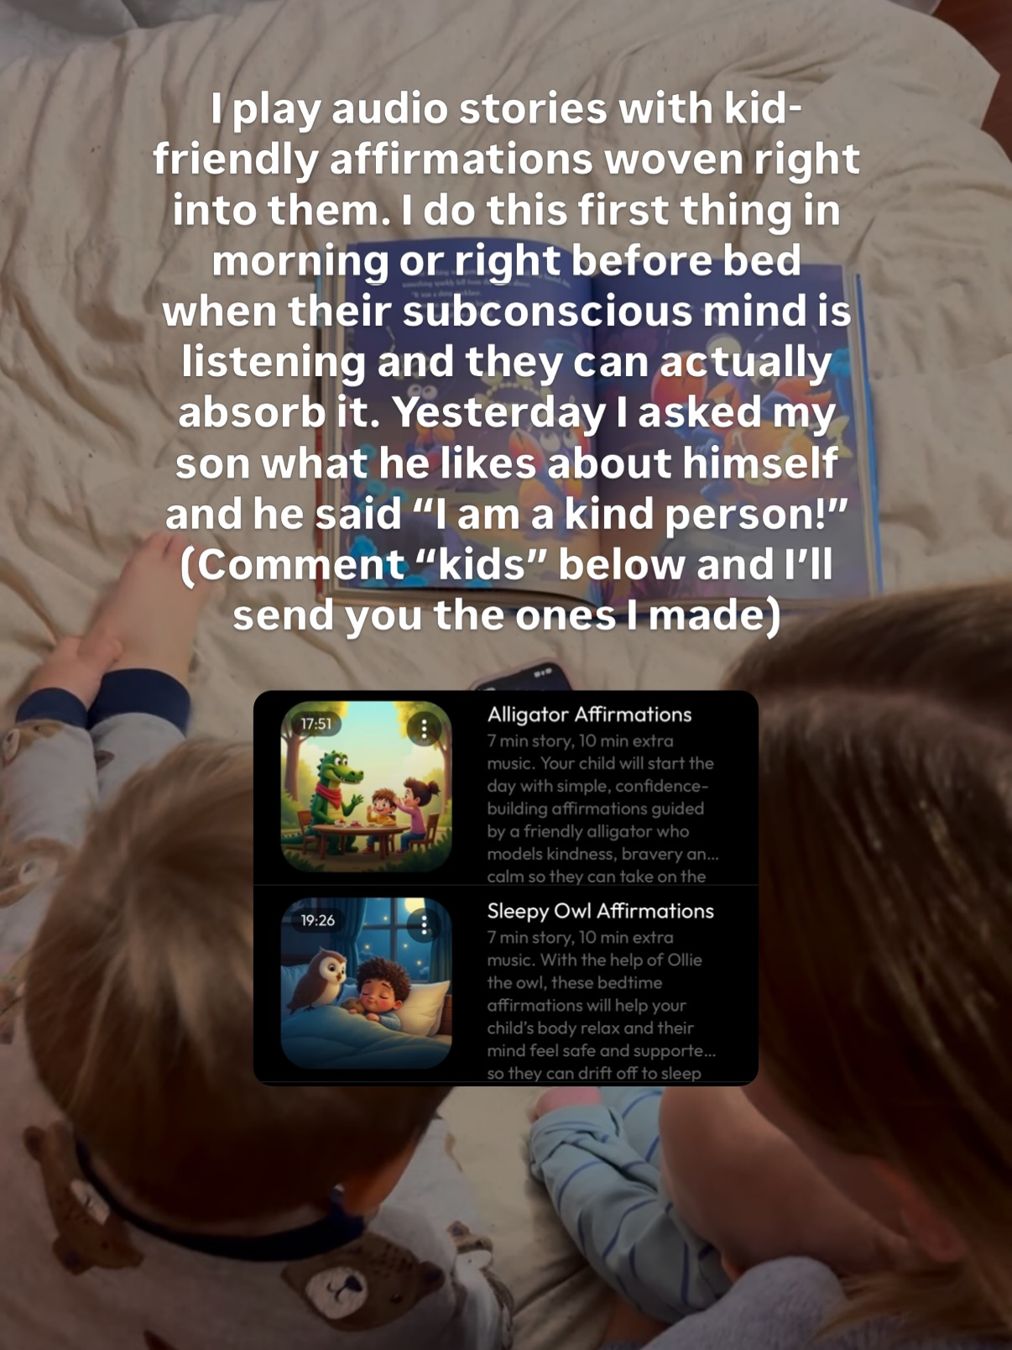 I play audio stories with kid-
friendly affirmations woven right
into them. I do this first thing in
morning or right before bed
when their subconscious mind is
listening and they can actually
absorb it. Yesterday I asked my
son what he likes about himself
and he said “I am a kind person!”
(Comment “kids” below and I’ll
send you the ones I made)
17:51
Alligator Affirmations
7 min story, 10 min extra
music. Your child will start the
day with simple, confidence-
building affirmations guided
by a friendly alligator who
models kindness, bravery an...
calm so they can take on the
19:26
Sleepy Owl Affirmations
7 min story, 10 min extra
music. With the help of Ollie
the owl, these bedtime
affirmations will help your
child's body relax and their
mind feel safe and supporte...
so they can drift off to sleep